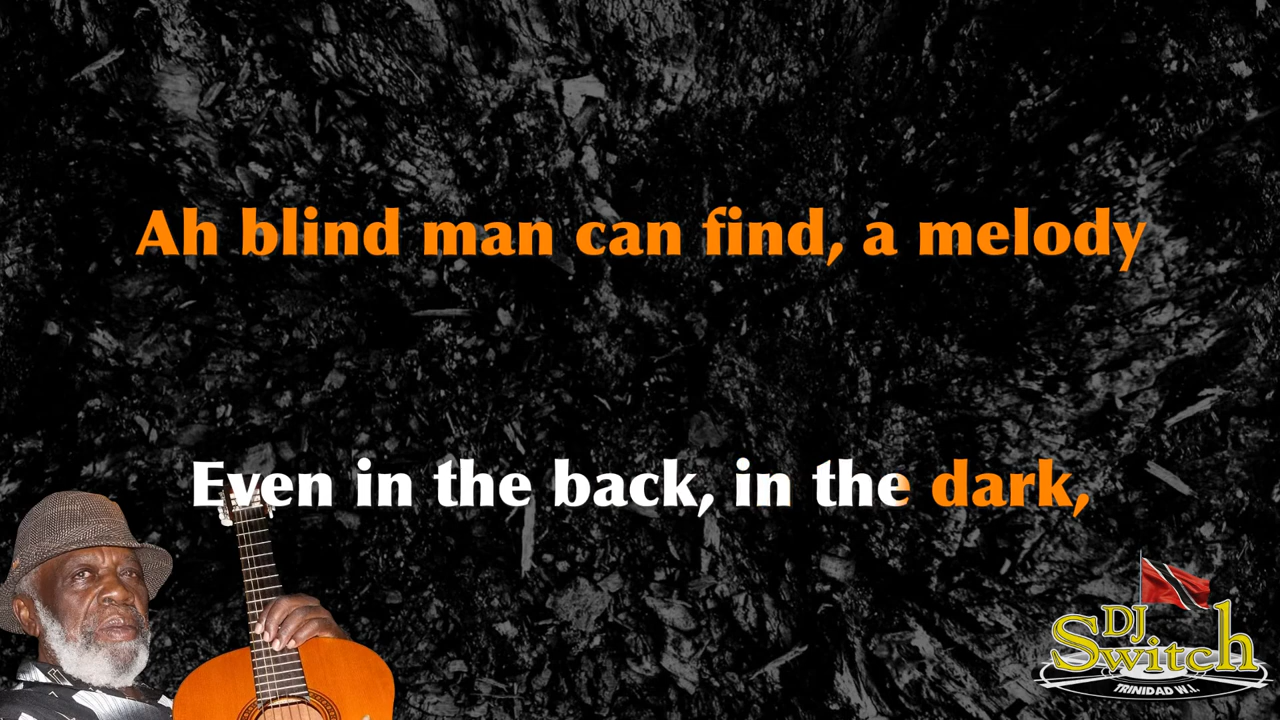 Ah blind man can find, a melody
Even in the back, in the dark,
DJ
Switch
TRINIDAD W.I.